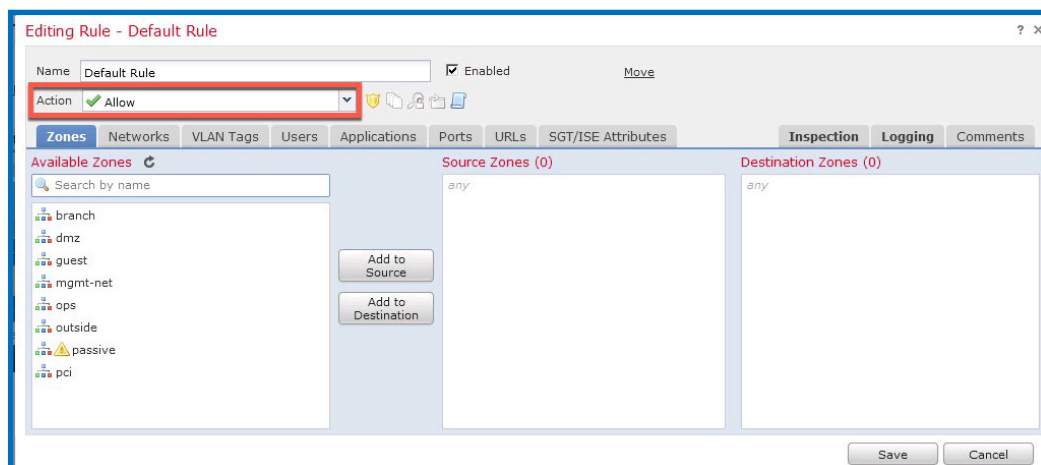 Editing Rule - Default Rule ? X
Name Default Rule Enabled Move
Action Allow
Zones Networks VLAN Tags Users Applications Ports URLs SGT/ISE Attributes Inspection Logging Comments
Available Zones Source Zones (0) Destination Zones (0)
Search by name any any
branch
dmz
guest
mgmt-net
ops
outside
passive
pci
Add to Source
Add to Destination
Save Cancel